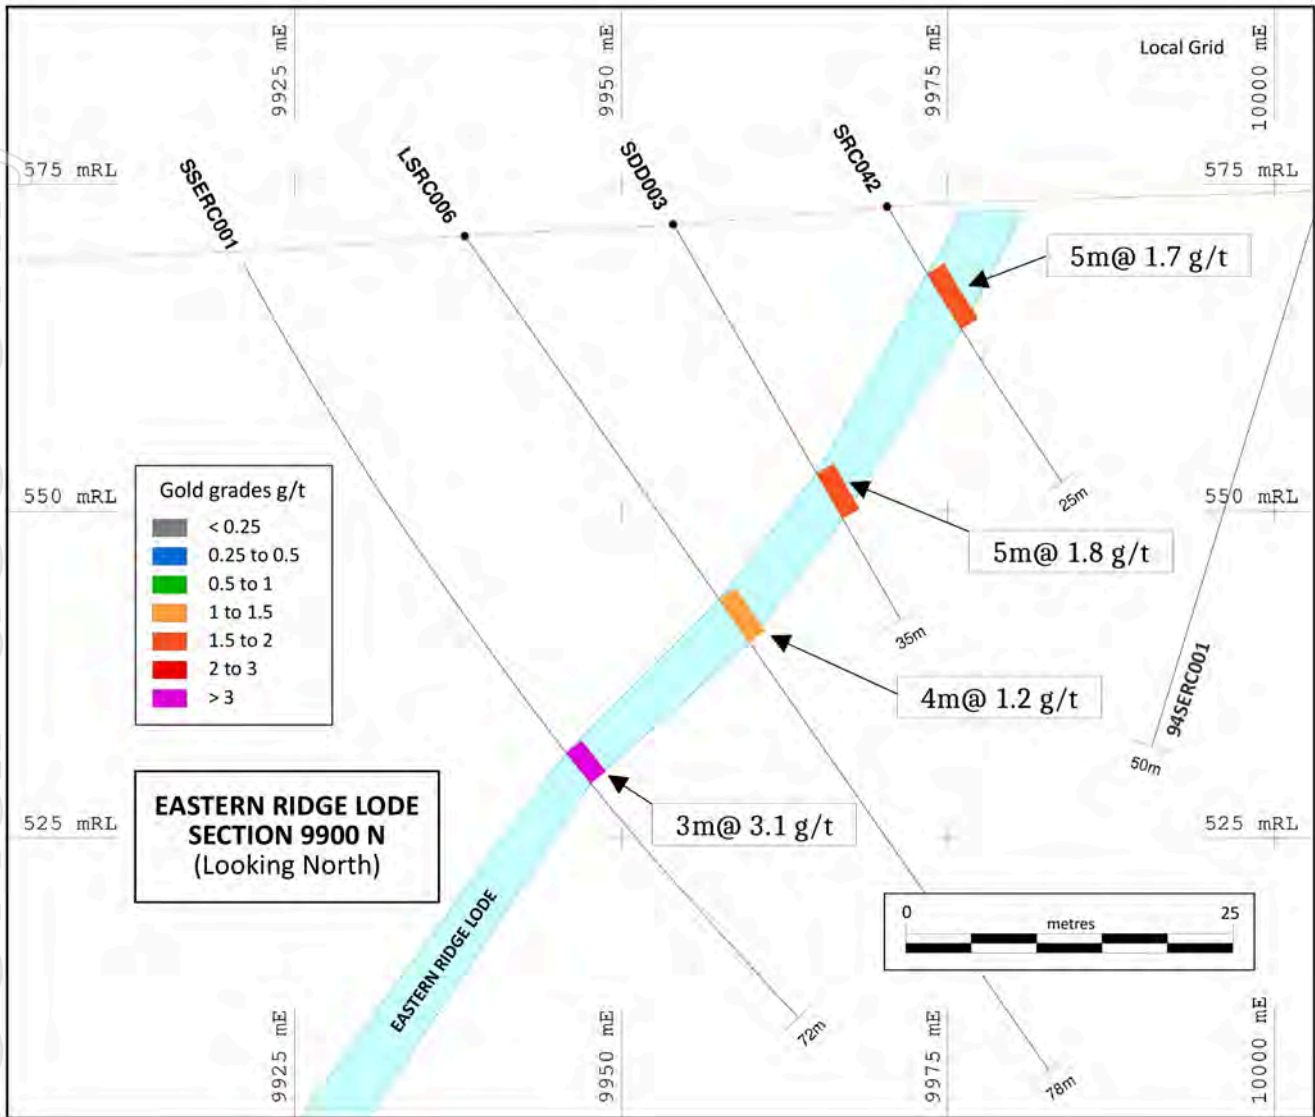 9925 mE
9950 mE
9975 mE
10000 mE
Local Grid
575 mRL
SSERC001
LSRC006
SDD003
SRC042
575 mRL
5m@ 1.7 g/t
550 mRL
25m
550 mRL
Gold grades g/t
< 0.25
0.25 to 0.5
0.5 to 1
1 to 1.5
1.5 to 2
2 to 3
> 3
5m@ 1.8 g/t
35m
4m@ 1.2 g/t
94SERC001
50m
EASTERN RIDGE LODE
SECTION 9900 N
(Looking North)
3m@ 3.1 g/t
525 mRL
525 mRL
EASTERN RIDGE LODE
0
25
metres
72m
78m
9925 mE
9950 mE
9975 mE
10000 mE